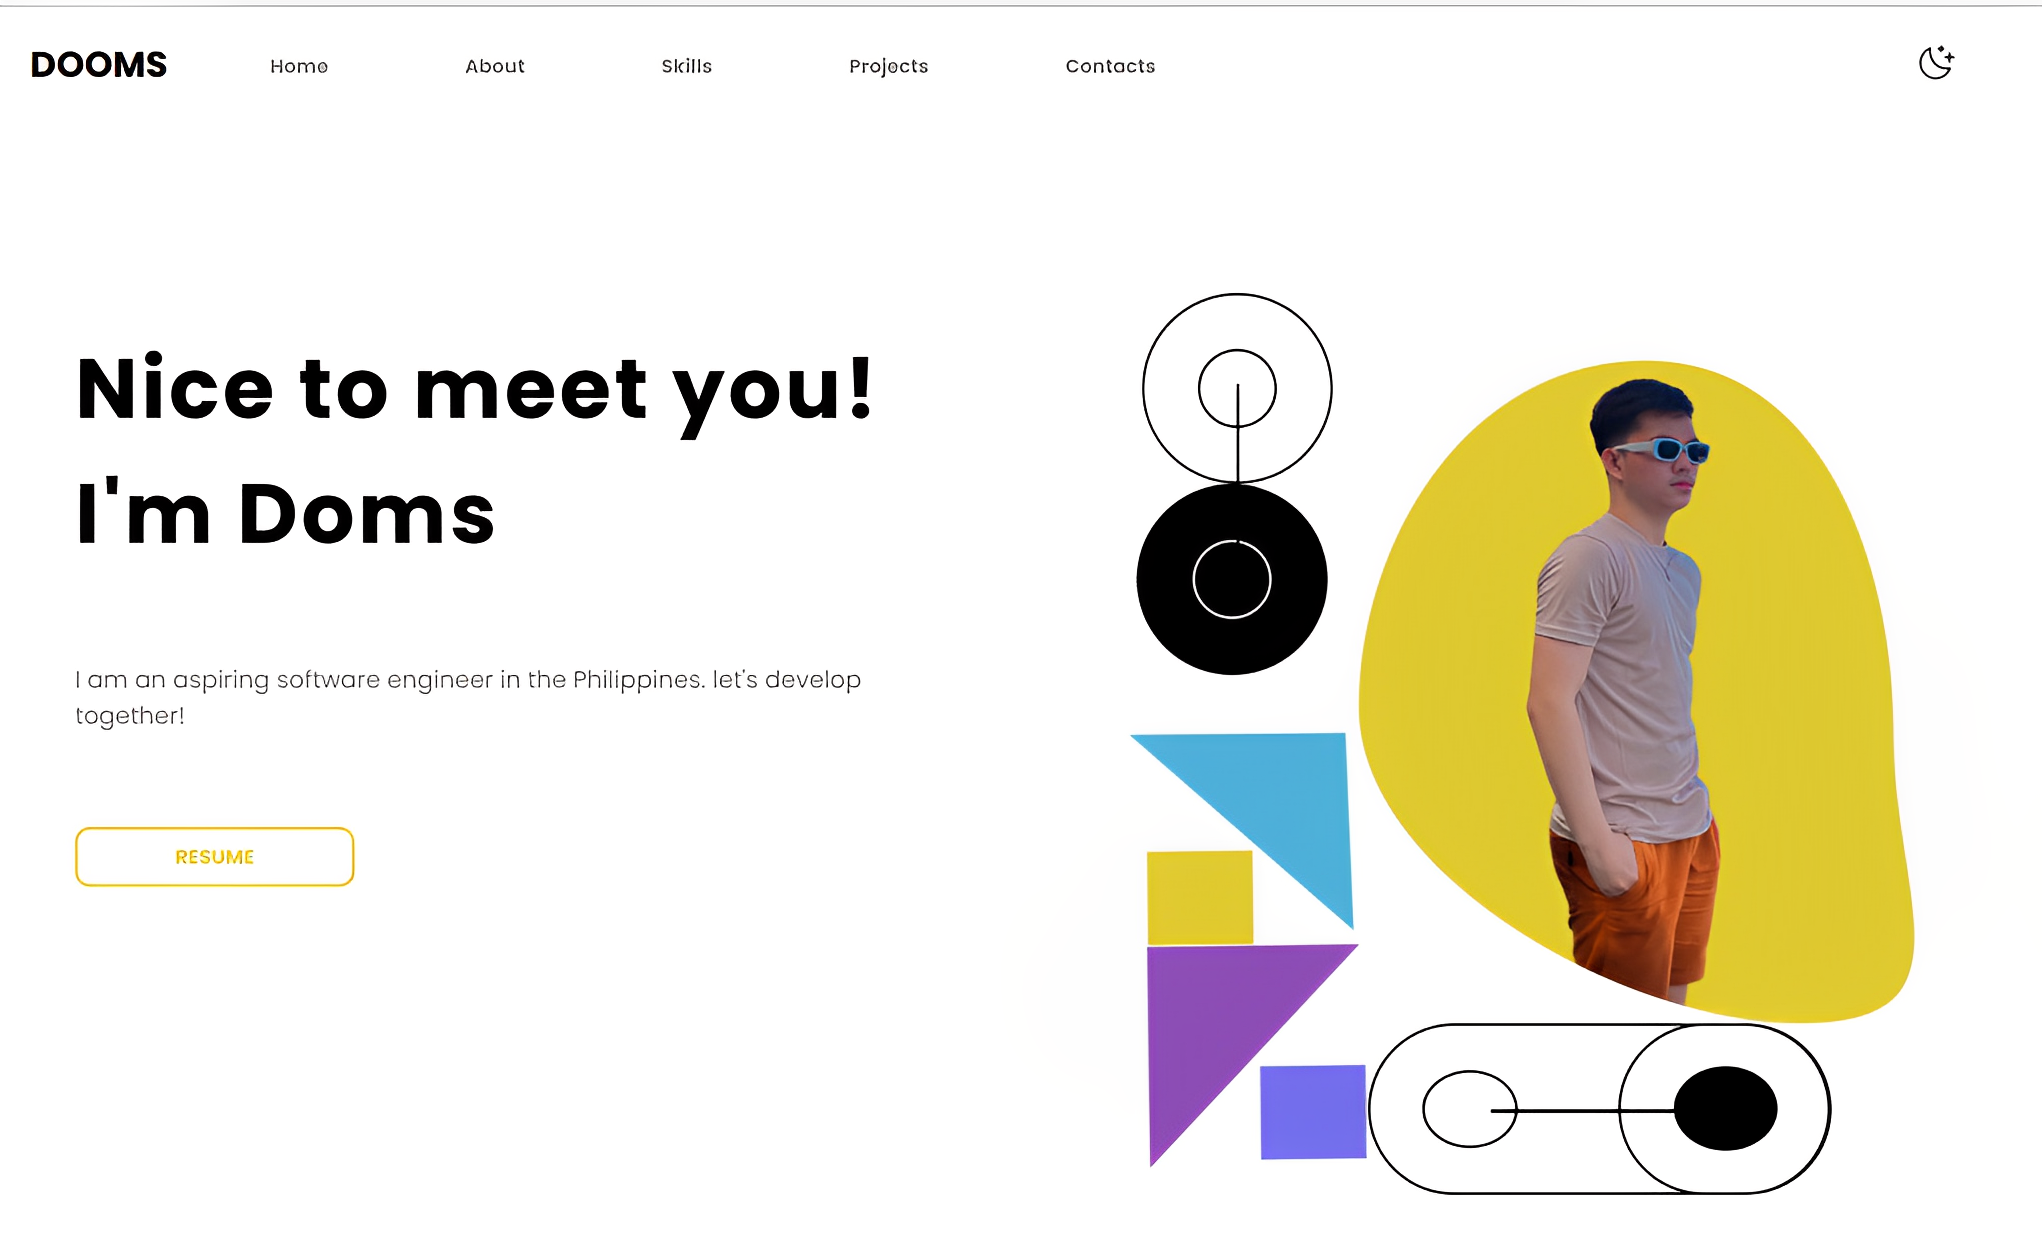 DOOMS
Home
About
Skills
Projects
Contacts
Nice to meet you!
I'm Doms
I am an aspiring software engineer in the Philippines. let's develop
together!
RESUME